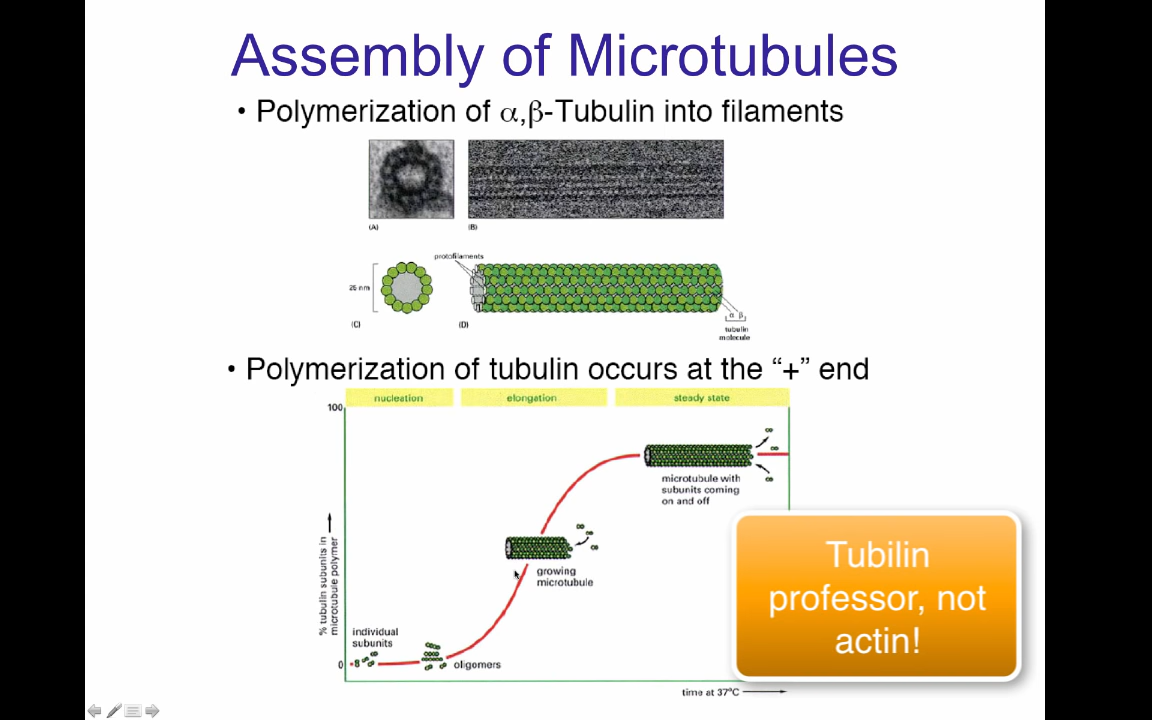 Assembly of Microtubules
• Polymerization of α,β-Tubulin into filaments
(A)
(B)
protofilaments
25 nm
(C)
(D)
α β
tubulin
molecule
• Polymerization of tubulin occurs at the “+” end
nucleation
elongation
steady state
100
microtubule with
subunits coming
on and off
% tubulin subunits in
microtubule polymer
growing
microtubule
individual
subunits
oligomers
0
time at 37°C
Tubilin
professor, not
actin!